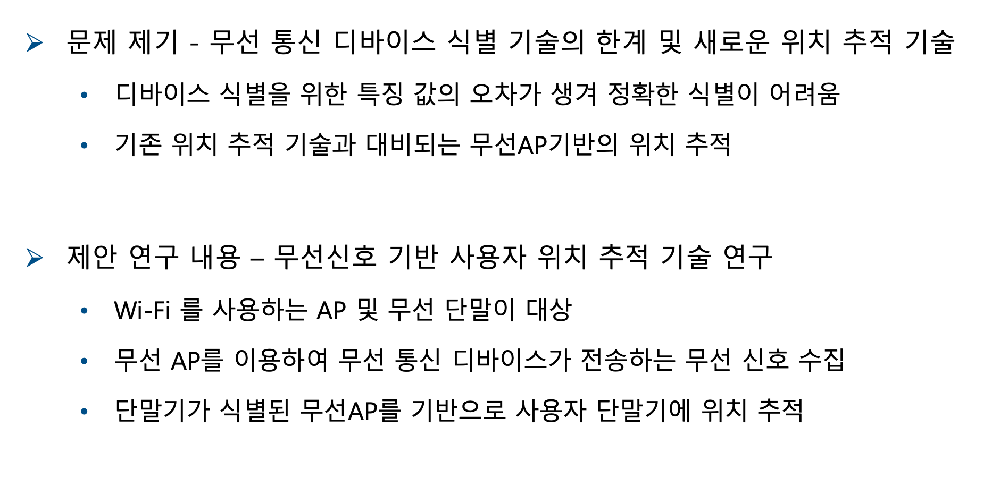 문제 제기 - 무선 통신 디바이스 식별 기술의 한계 및 새로운 위치 추적 기술
디바이스 식별을 위한 특징 값의 오차가 생겨 정확한 식별이 어려움
기존 위치 추적 기술과 대비되는 무선AP기반의 위치 추적
제안 연구 내용 – 무선신호 기반 사용자 위치 추적 기술 연구
Wi-Fi 를 사용하는 AP 및 무선 단말이 대상
무선 AP를 이용하여 무선 통신 디바이스가 전송하는 무선 신호 수집
단말기가 식별된 무선AP를 기반으로 사용자 단말기에 위치 추적